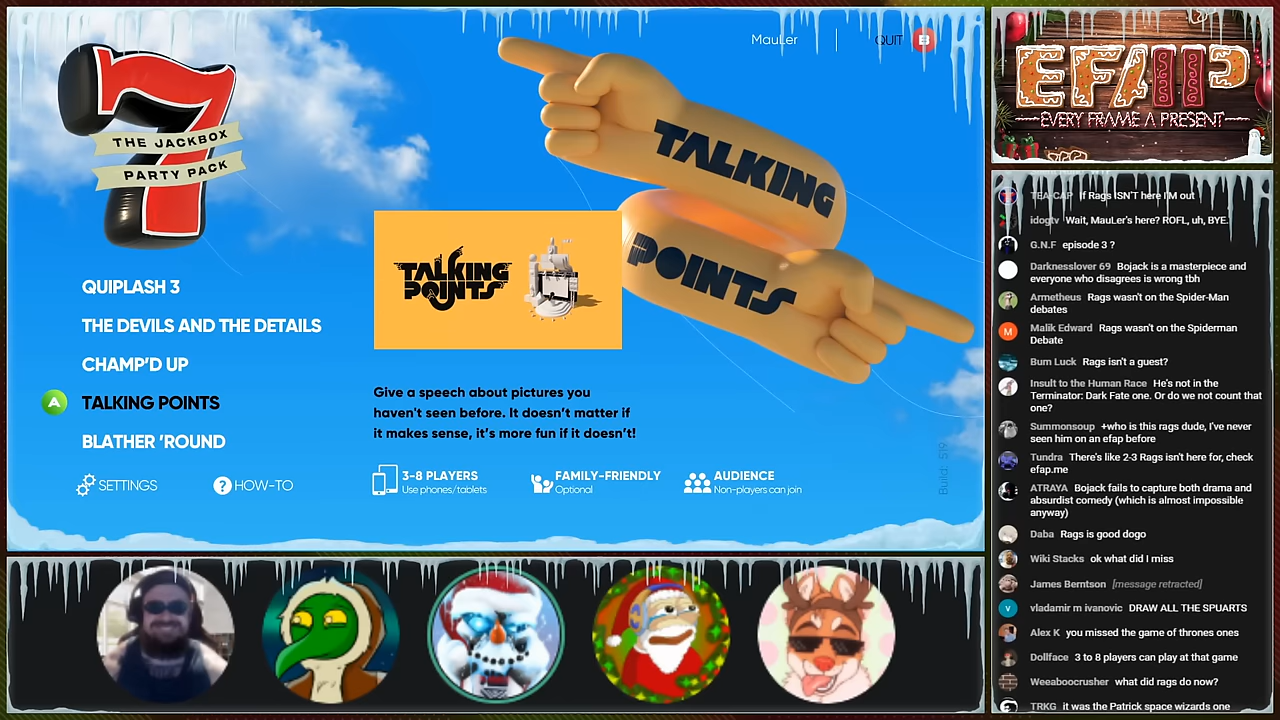 MauLer
QUIT B
7
THE JACKBOX
PARTY PACK
TALKING
POINTS
TALKING
POINTS
QUIPLASH 3
THE DEVILS AND THE DETAILS
CHAMP'D UP
A TALKING POINTS
BLATHER 'ROUND
SETTINGS
? HOW-TO
Give a speech about pictures you
haven't seen before. It doesn't matter if
it makes sense, it's more fun if it doesn't!
3-8 PLAYERS
Use phones/tablets
FAMILY-FRIENDLY
Optional
AUDIENCE
Non-players can join
Build: 519
EFAP
EVERY FRAME A PRESENT
TEA CAP If Rags ISN'T here I'M out
idogtv Wait, MauLer's here? ROFL, uh, BYE.
G.N.F episode 3 ?
Darknesslover 69 Bojack is a masterpiece and
everyone who disagrees is wrong tbh
Armetheus Rags wasn't on the Spider-Man
debates
M Malik Edward Rags wasn't on the Spiderman
Debate
Bum Luck Rags isn't a guest?
Insult to the Human Race He's not in the
Terminator: Dark Fate one. Or do we not count that
one?
Summonsoup +who is this rags dude, I've never
seen him on an efap before
Tundra There's like 2-3 Rags isn't here for, check
efap.me
ATRAYA Bojack fails to capture both drama and
absurdist comedy (which is almost impossible
anyway)
Daba Rags is good dogo
Wiki Stacks ok what did I miss
James Berntson [message retracted]
v vladamir m ivanovic DRAW ALL THE SPUARTS
Alex K you missed the game of thrones ones
Dollface 3 to 8 players can play at that game
Weeaboocrusher what did rags do now?
TRKG it was the Patrick space wizards one